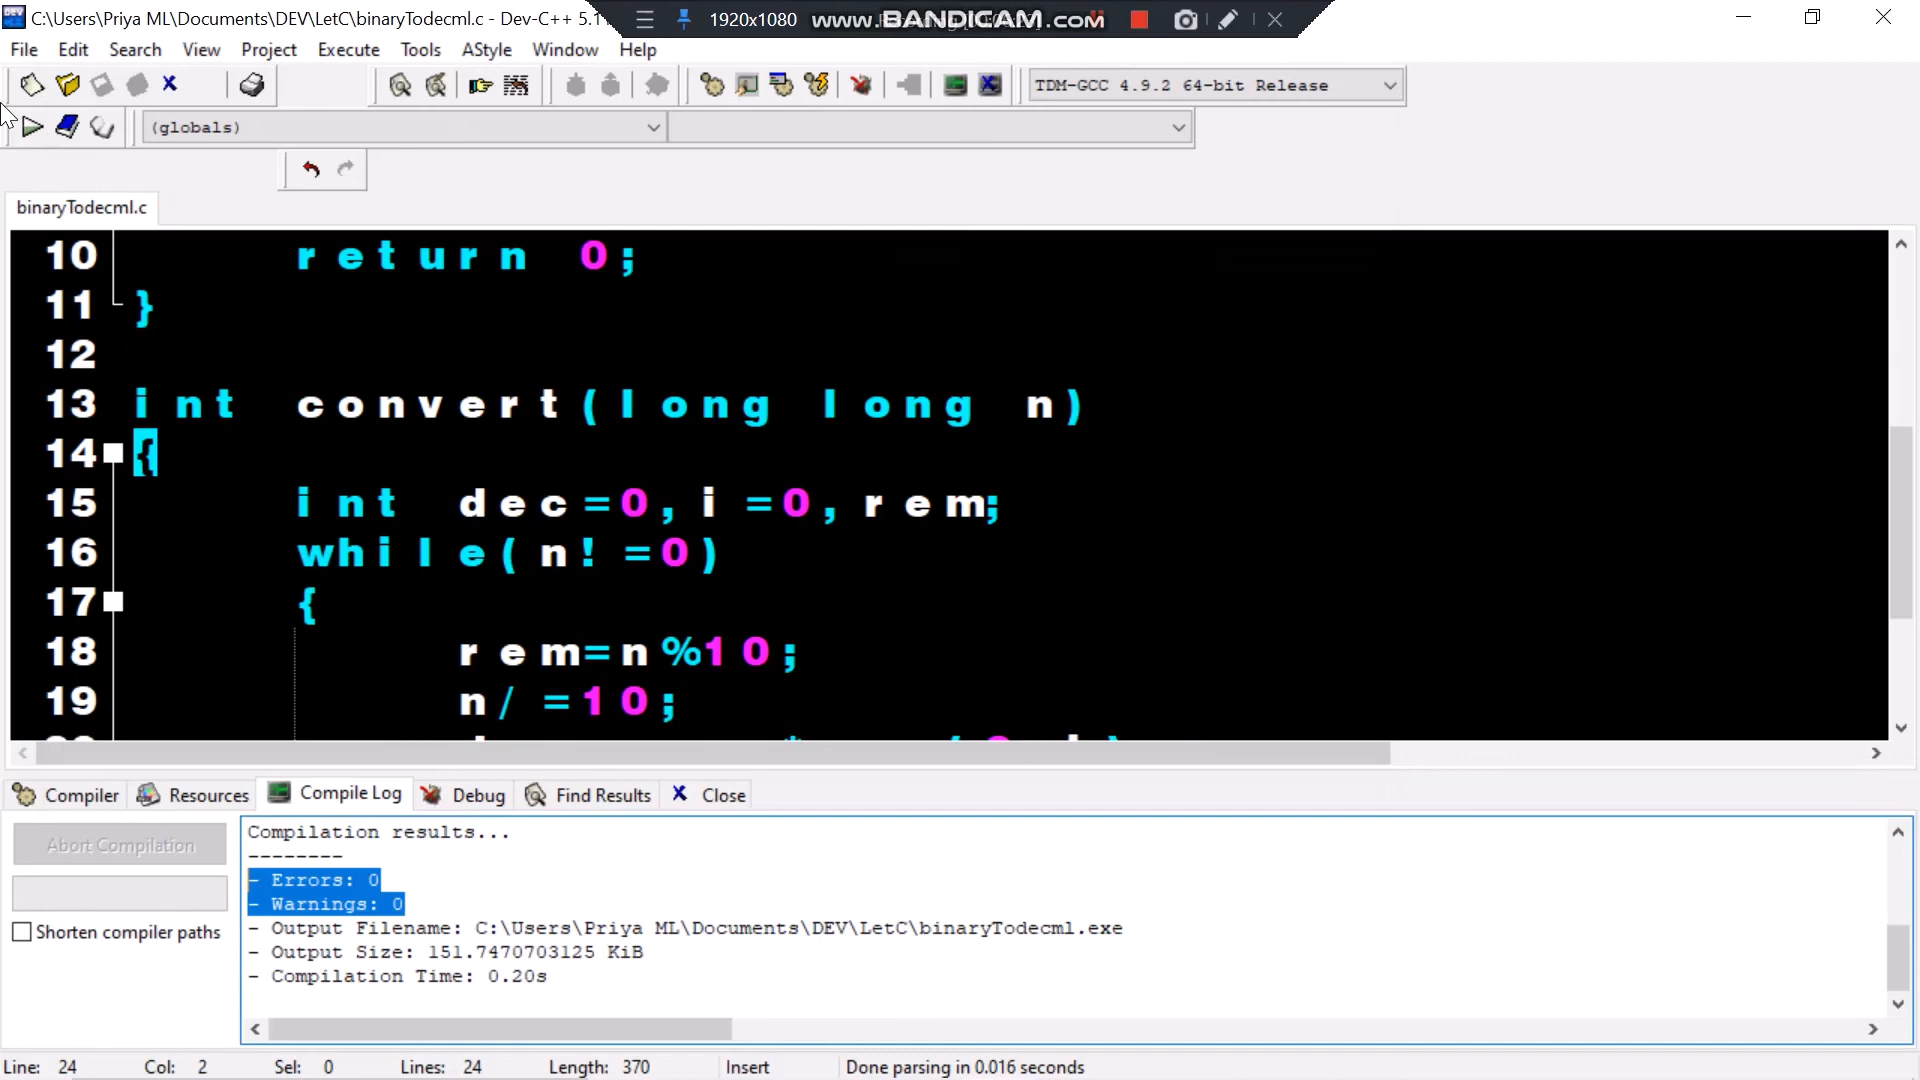 C:\Users\Priya ML\Documents\DEV\LetC\binaryTodecml.c - Dev-C++ 5.1
1920x1080 www.BANDICAM.com
File Edit Search View Project Execute Tools AStyle Window Help
TDM-GCC 4.9.2 64-bit Release
(globals)
binaryTodecml.c
10 return 0;
11 }
12
13 int convert(long long n)
14 {
15 int dec=0,i=0,rem;
16 while(n!=0)
17 {
18 rem=n%10;
19 n/=10;
Compiler Resources Compile Log Debug Find Results Close
Abort Compilation
Shorten compiler paths
Compilation results...
--------
- Errors: 0
- Warnings: 0
- Output Filename: C:\Users\Priya ML\Documents\DEV\LetC\binaryTodecml.exe
- Output Size: 151.7470703125 KiB
- Compilation Time: 0.20s
Line: 24 Col: 2 Sel: 0 Lines: 24 Length: 370 Insert Done parsing in 0.016 seconds